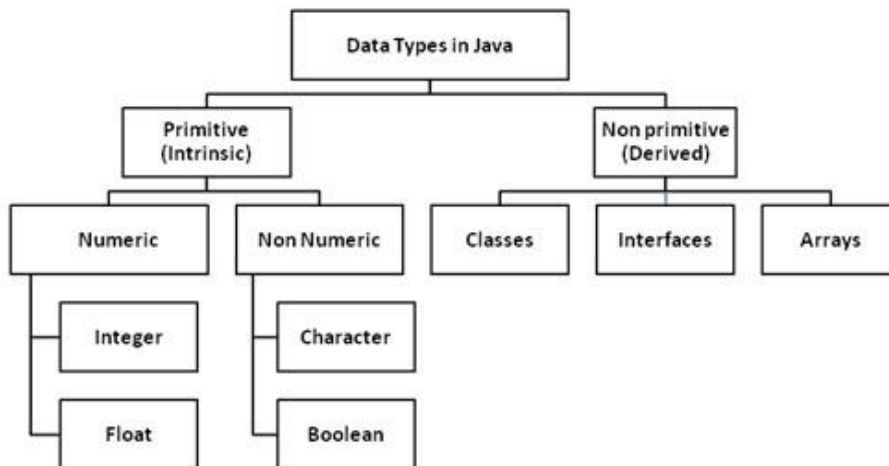 Data Types in Java
Primitive
(Intrinsic)
Non primitive
(Derived)
Numeric
Non Numeric
Classes
Interfaces
Arrays
Integer
Character
Float
Boolean